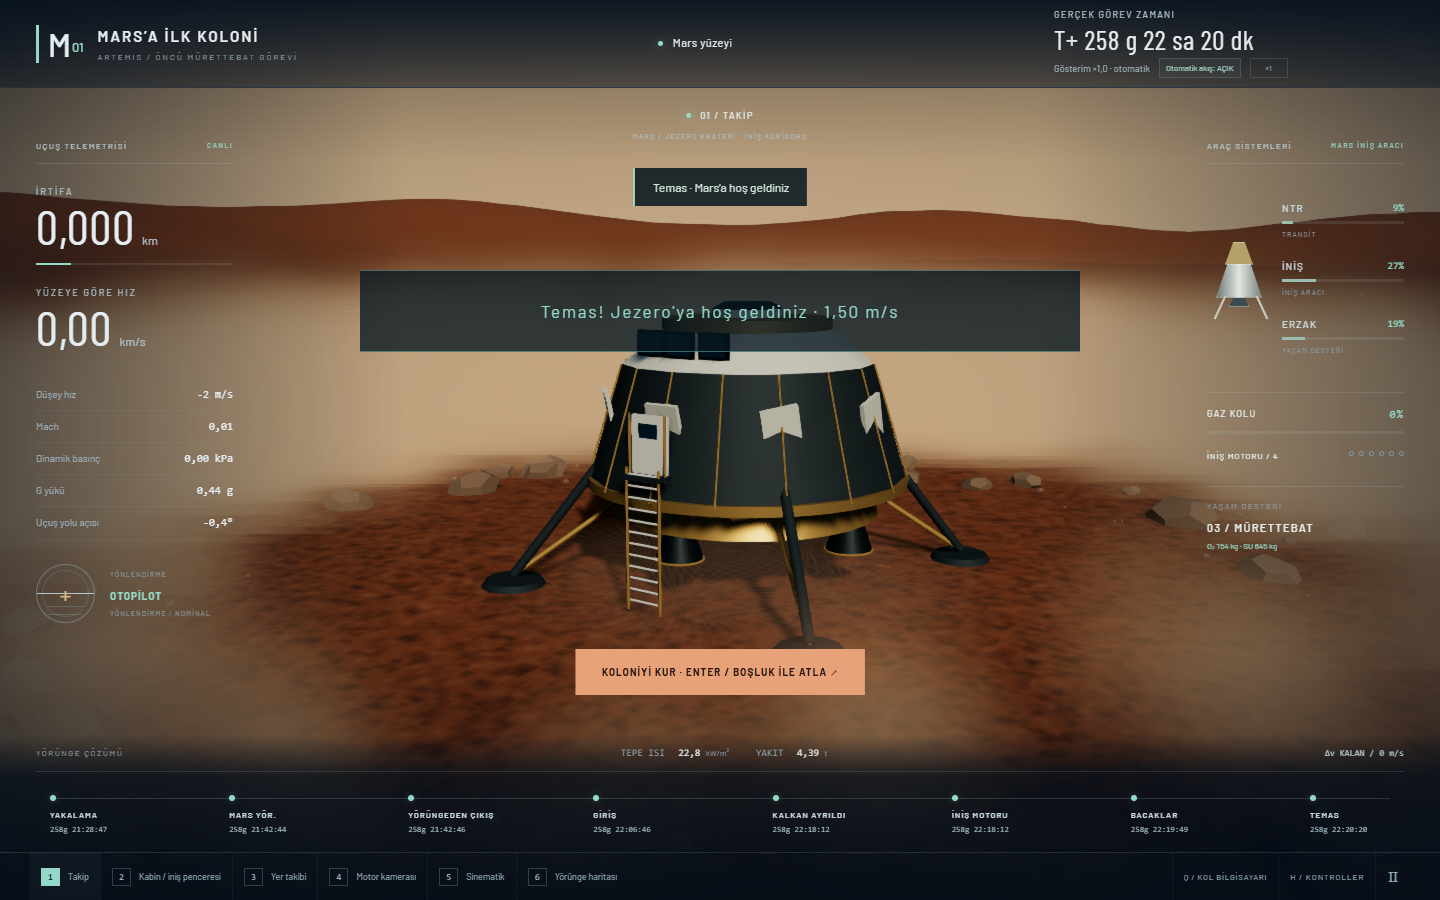 M01
MARS'A İLK KOLONİ
ARTEMIS / ÖNCÜ MÜRETTEBAT GÖREVİ
Mars yüzeyi
GERÇEK GÖREV ZAMANI
T+ 258 g 22 sa 20 dk
Gösterim ×1,0 · otomatik
Otomatik akış: AÇIK
×1
01 / TAKİP
MARS / JEZERO KRATERİ · İNİŞ KORİDORU
Temas · Mars'a hoş geldiniz
Temas! Jezero'ya hoş geldiniz · 1,50 m/s
UÇUŞ TELEMETRİSİ
CANLI
İRTİFA
0,000 km
YÜZEYE GÖRE HIZ
0,00 km/s
Düşey hız -2 m/s
Mach 0,01
Dinamik basınç 0,00 kPa
G yükü 0,44 g
Uçuş yolu açısı -0,4°
YÖNLENDİRME
OTOPİLOT
YÖNLENDİRME / NOMİNAL
ARAÇ SİSTEMLERİ
MARS İNİŞ ARACI
NTR 9%
TRANSİT
İNİŞ 27%
İNİŞ ARACI
ERZAK 19%
YAŞAM DESTEĞİ
GAZ KOLU 0%
İNİŞ MOTORU / 4
YAŞAM DESTEĞİ
03 / MÜRETTEBAT
O₂ 154 kg · SU 645 kg
KOLONİYİ KUR · ENTER / BOŞLUK İLE ATLA ↗
YÖRÜNGE ÇÖZÜMÜ
TEPE ISI 22,8 kW/m²
YAKIT 4,39 t
Δv KALAN / 0 m/s
YAKALAMA
258g 21:28:47
MARS YÖR.
258g 21:42:44
YÖRÜNGEDEN ÇIKIŞ
258g 21:42:46
GİRİŞ
258g 22:06:46
KALKAN AYRILDI
258g 22:18:12
İNİŞ MOTORU
258g 22:18:12
BACAKLAR
258g 22:19:49
TEMAS
258g 22:20:20
1 Takip
2 Kabin / iniş penceresi
3 Yer takibi
4 Motor kamerası
5 Sinematik
6 Yörünge haritası
Q / KOL BİLGİSAYARI
H / KONTROLLER